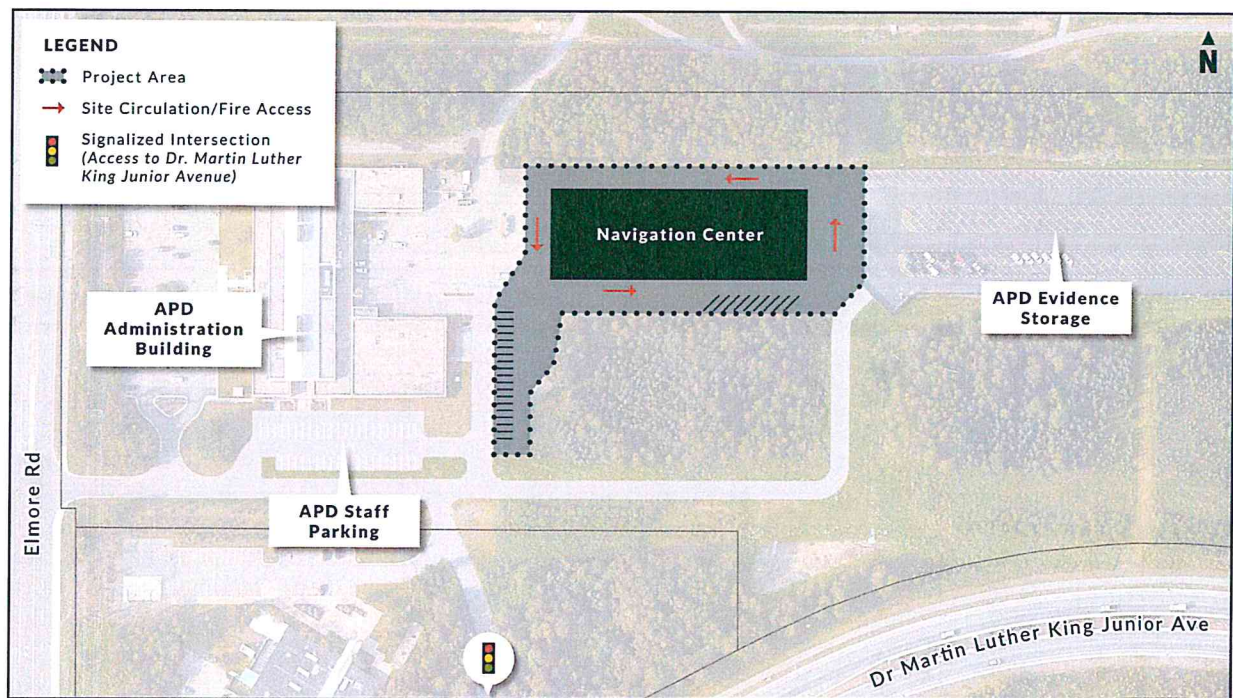 LEGEND
Project Area
Site Circulation/Fire Access
Signalized Intersection
(Access to Dr. Martin Luther
King Junior Avenue)
N
Navigation Center
APD
Administration
Building
APD Evidence
Storage
APD Staff
Parking
Elmore Rd
Dr Martin Luther King Junior Ave